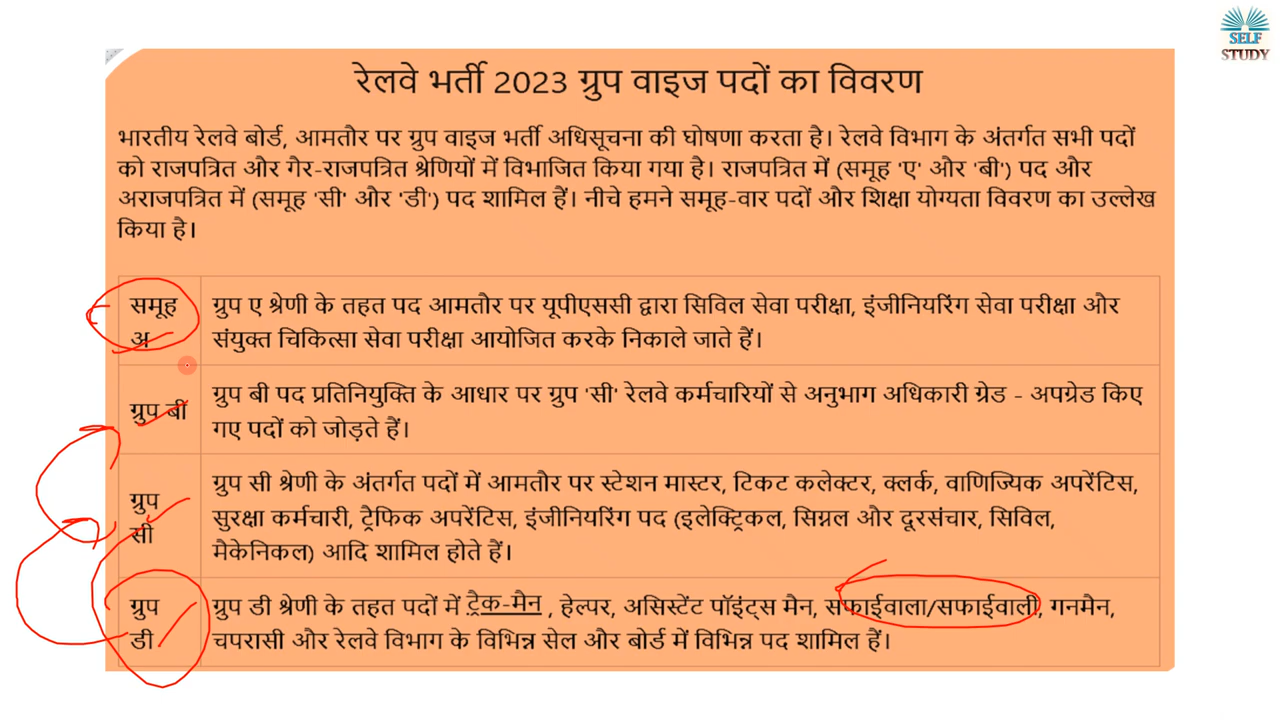 SELF
STUDY
रेलवे भर्ती 2023 ग्रुप वाइज पदों का विवरण
भारतीय रेलवे बोर्ड, आमतौर पर ग्रुप वाइज भर्ती अधिसूचना की घोषणा करता है। रेलवे विभाग के अंतर्गत सभी पदों
को राजपत्रित और गैर-राजपत्रित श्रेणियों में विभाजित किया गया है। राजपत्रित में (समूह 'ए' और 'बी') पद और
अराजपत्रित में (समूह 'सी' और 'डी') पद शामिल हैं। नीचे हमने समूह-वार पदों और शिक्षा योग्यता विवरण का उल्लेख
किया है।
समूह
अ
ग्रुप ए श्रेणी के तहत पद आमतौर पर यूपीएससी द्वारा सिविल सेवा परीक्षा, इंजीनियरिंग सेवा परीक्षा और
संयुक्त चिकित्सा सेवा परीक्षा आयोजित करके निकाले जाते हैं।
ग्रुप बी
ग्रुप बी पद प्रतिनियुक्ति के आधार पर ग्रुप 'सी' रेलवे कर्मचारियों से अनुभाग अधिकारी ग्रेड - अपग्रेड किए
गए पदों को जोड़ते हैं।
ग्रुप
सी
ग्रुप सी श्रेणी के अंतर्गत पदों में आमतौर पर स्टेशन मास्टर, टिकट कलेक्टर, क्लर्क, वाणिज्यिक अपरेंटिस,
सुरक्षा कर्मचारी, ट्रैफिक अपरेंटिस, इंजीनियरिंग पद (इलेक्ट्रिकल, सिग्नल और दूरसंचार, सिविल,
मैकेनिकल) आदि शामिल होते हैं।
ग्रुप
डी
ग्रुप डी श्रेणी के तहत पदों में ट्रैक-मैन , हेल्पर, असिस्टेंट पॉइंट्स मैन, सफाईवाला/सफाईवाली, गनमैन,
चपरासी और रेलवे विभाग के विभिन्न सेल और बोर्ड में विभिन्न पद शामिल हैं।